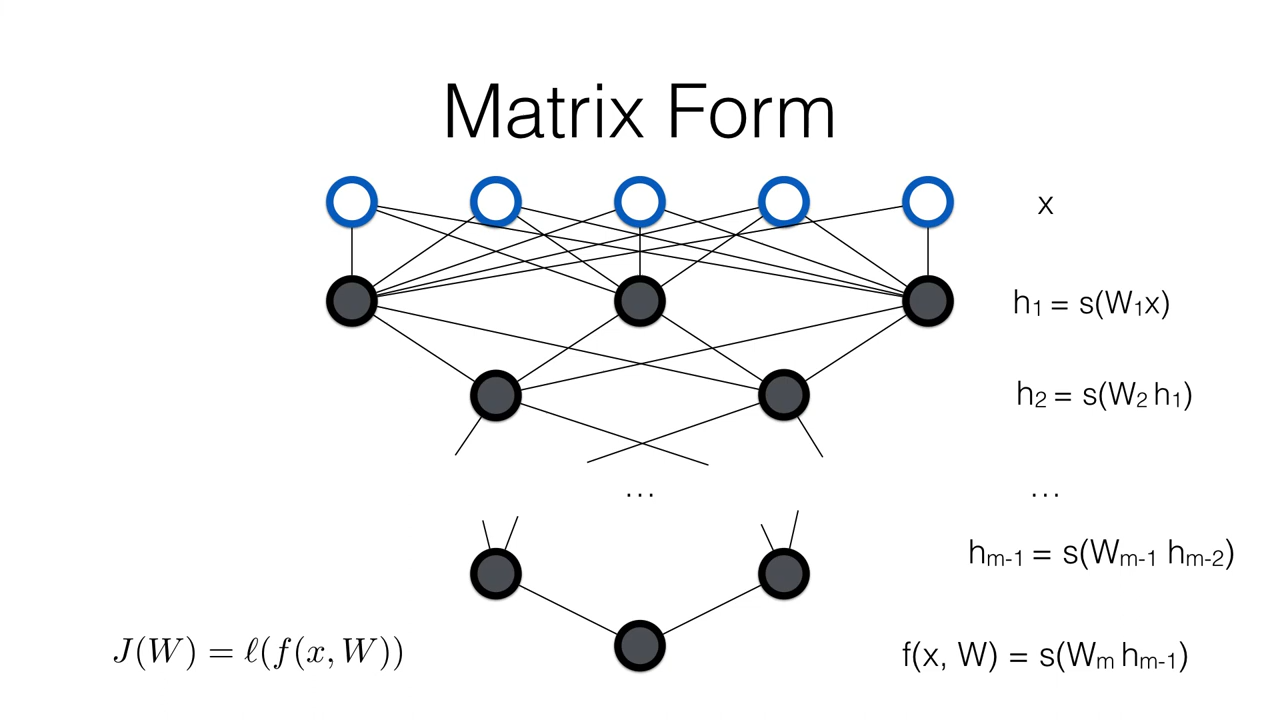 Matrix Form
x
h₁ = s(W₁x)
h₂ = s(W₂ h₁)
...
...
hₘ₋₁ = s(Wₘ₋₁ hₘ₋₂)
J(W) = ℓ(f(x, W))
f(x, W) = s(Wₘ hₘ₋₁)